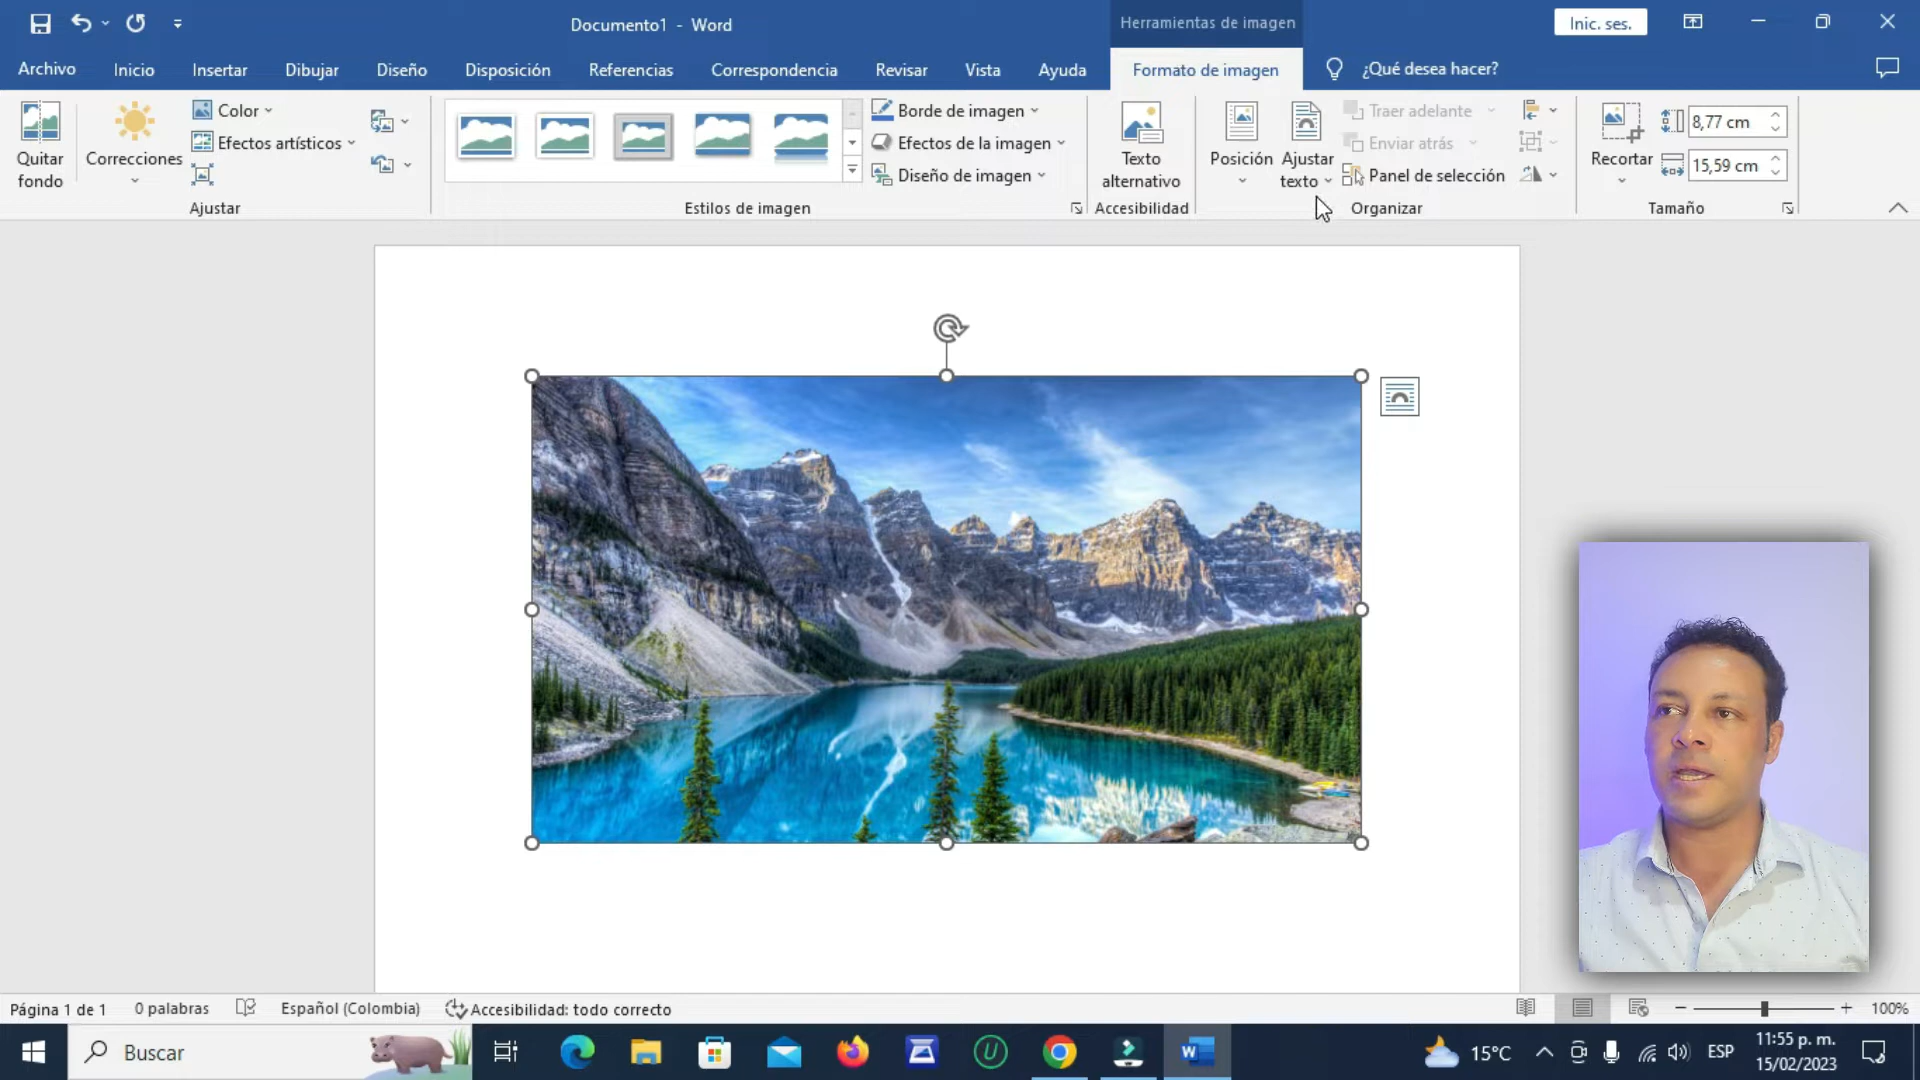 Documento1 - Word
Herramientas de imagen
Inic. ses.
Archivo Inicio Insertar Dibujar Diseño Disposición Referencias Correspondencia Revisar Vista Ayuda Formato de imagen ¿Qué desea hacer?
Quitar fondo
Correcciones
Color
Efectos artísticos
Ajustar
Estilos de imagen
Borde de imagen
Efectos de la imagen
Diseño de imagen
Texto alternativo
Accesibilidad
Posición
Ajustar texto
Traer adelante
Enviar atrás
Panel de selección
Organizar
Recortar
8,77 cm
15,59 cm
Tamaño
Página 1 de 1 0 palabras Español (Colombia) Accesibilidad: todo correcto 100%
Buscar
15°C
ESP
11:55 p. m.
15/02/2023